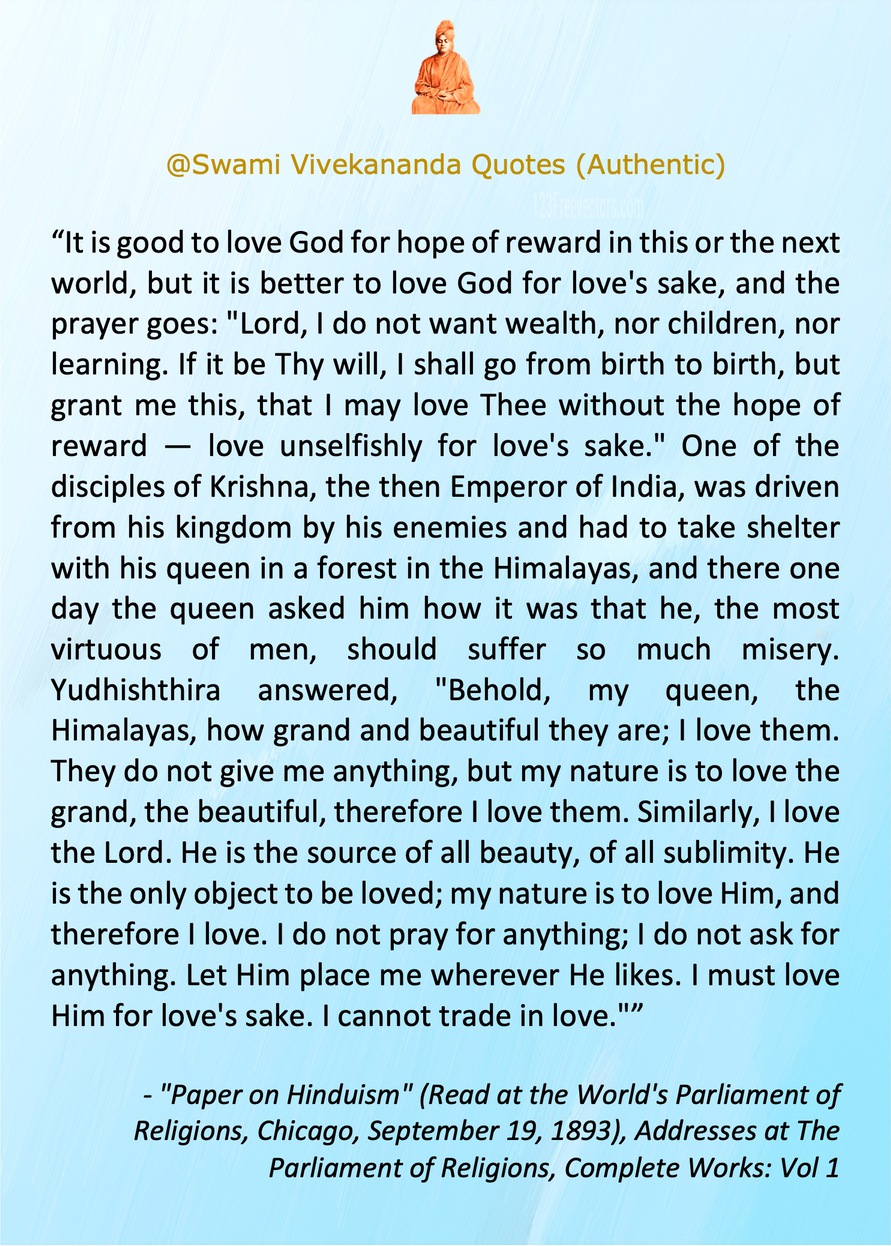 @Swami Vivekananda Quotes (Authentic)
123Freevectors.com
“It is good to love God for hope of reward in this or the next
world, but it is better to love God for love's sake, and the
prayer goes: "Lord, I do not want wealth, nor children, nor
learning. If it be Thy will, I shall go from birth to birth, but
grant me this, that I may love Thee without the hope of
reward — love unselfishly for love's sake." One of the
disciples of Krishna, the then Emperor of India, was driven
from his kingdom by his enemies and had to take shelter
with his queen in a forest in the Himalayas, and there one
day the queen asked him how it was that he, the most
virtuous of men, should suffer so much misery.
Yudhishthira answered, "Behold, my queen, the
Himalayas, how grand and beautiful they are; I love them.
They do not give me anything, but my nature is to love the
grand, the beautiful, therefore I love them. Similarly, I love
the Lord. He is the source of all beauty, of all sublimity. He
is the only object to be loved; my nature is to love Him, and
therefore I love. I do not pray for anything; I do not ask for
anything. Let Him place me wherever He likes. I must love
Him for love's sake. I cannot trade in love."”
- "Paper on Hinduism" (Read at the World's Parliament of
Religions, Chicago, September 19, 1893), Addresses at The
Parliament of Religions, Complete Works: Vol 1